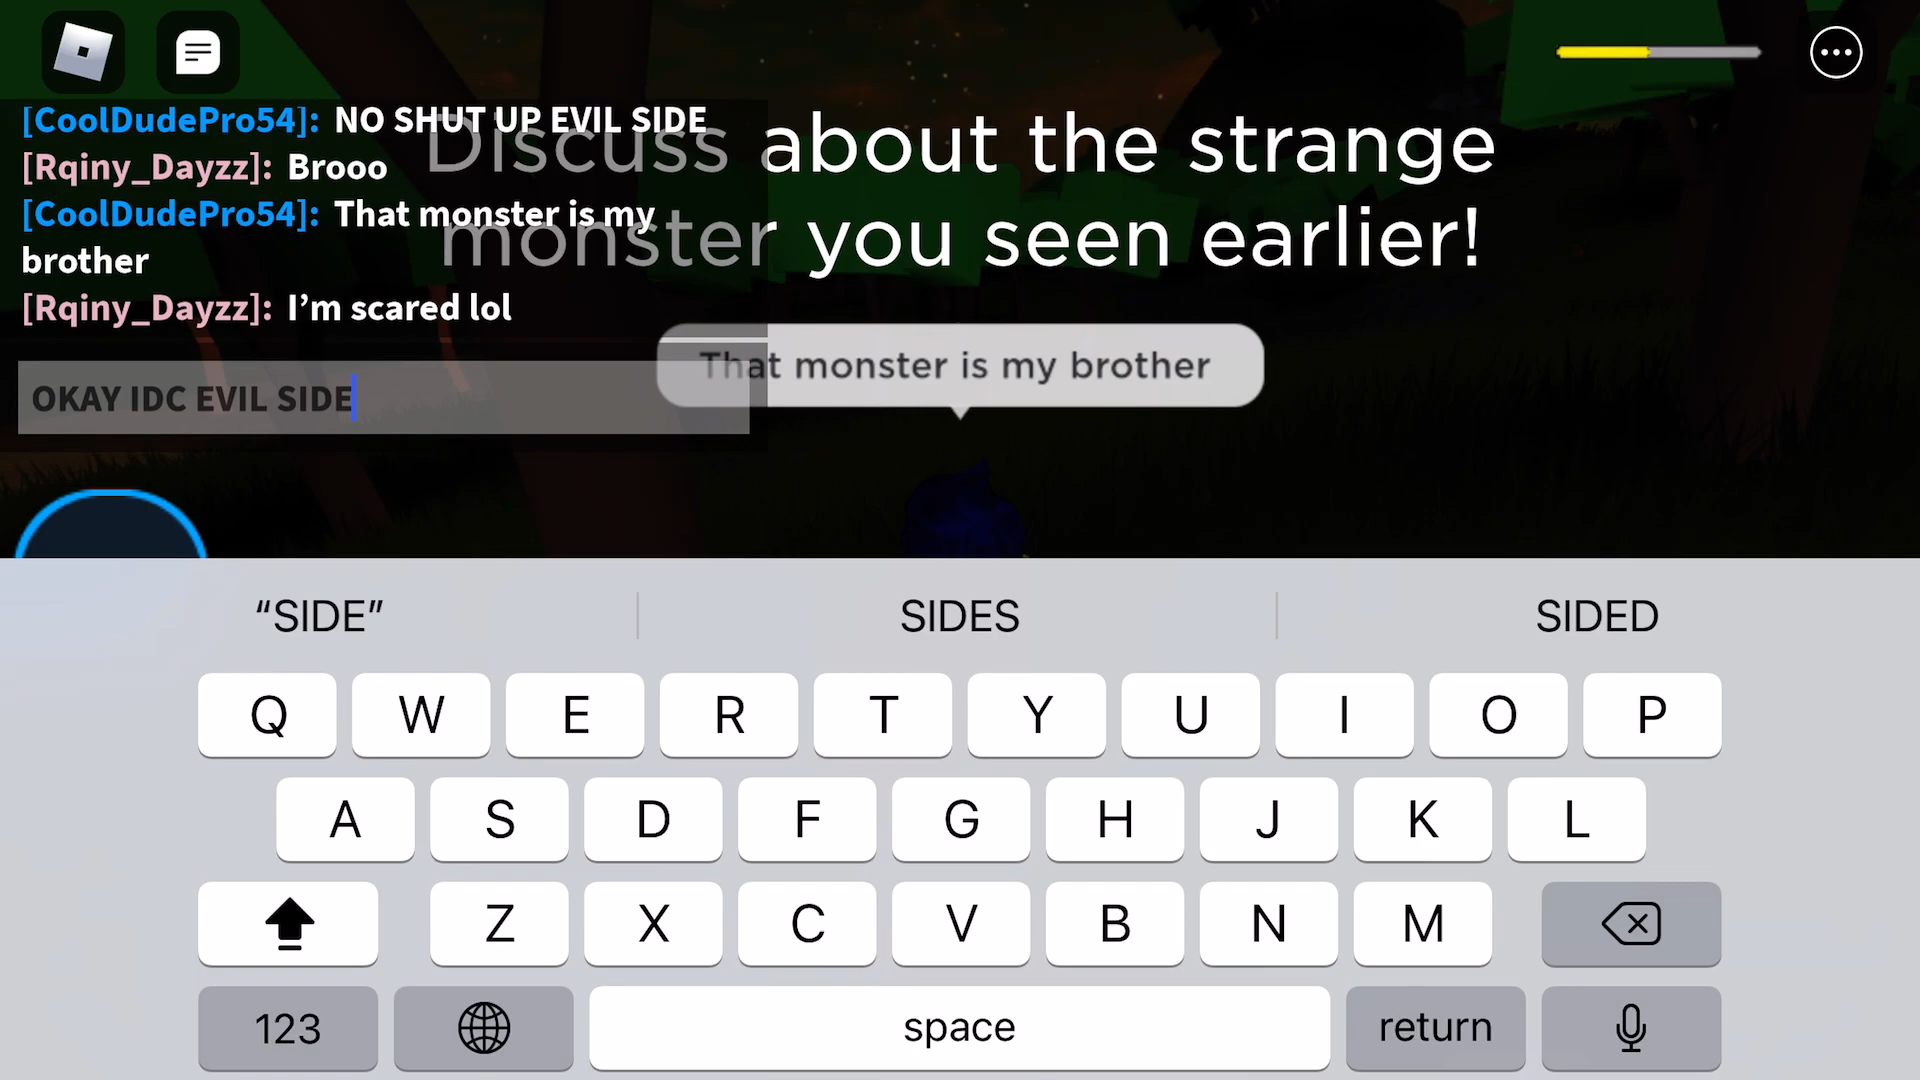 [CoolDudePro54]: NO SHUT UP EVIL SIDE
[Rqiny_Dayzz]: Brooo
[CoolDudePro54]: That monster is my
brother
[Rqiny_Dayzz]: I’m scared lol
OKAY IDC EVIL SIDE
Discuss about the strange
monster you seen earlier!
That monster is my brother
“SIDE” SIDES SIDED
Q W E R T Y U I O P
A S D F G H J K L
Z X C V B N M
123 space return